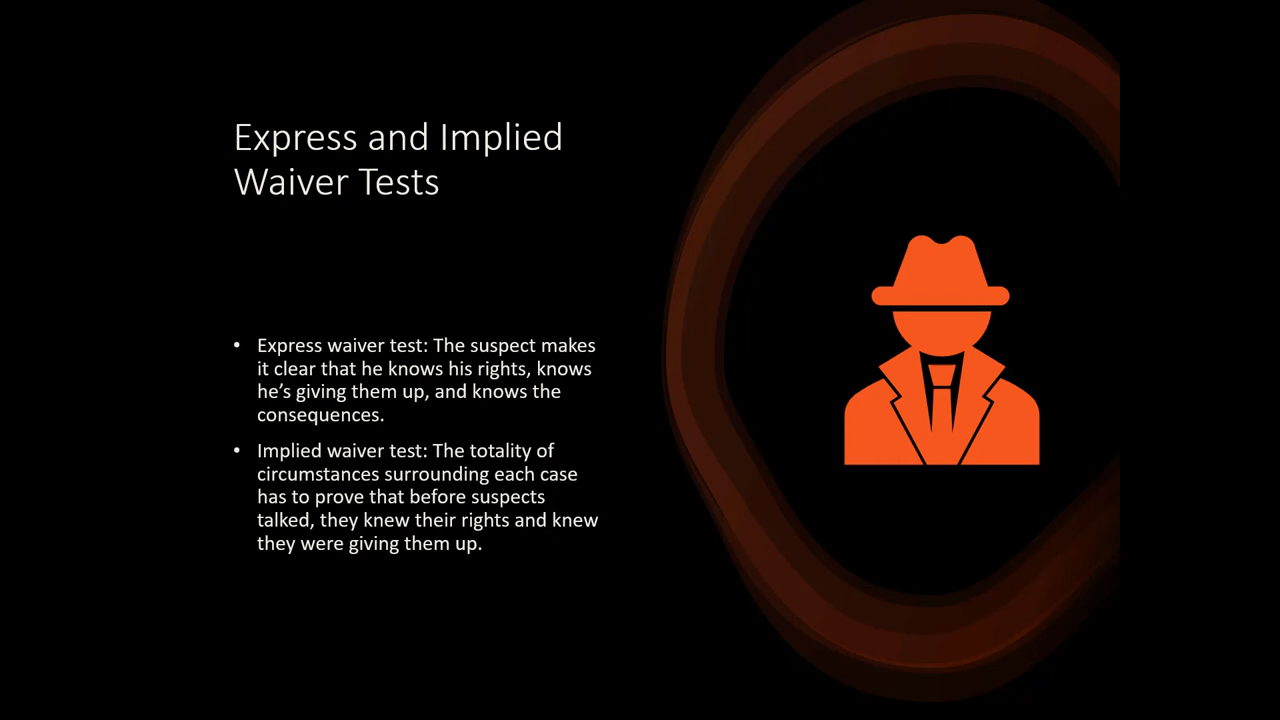 Express and Implied
Waiver Tests
• Express waiver test: The suspect makes
it clear that he knows his rights, knows
he’s giving them up, and knows the
consequences.
• Implied waiver test: The totality of
circumstances surrounding each case
has to prove that before suspects
talked, they knew their rights and knew
they were giving them up.